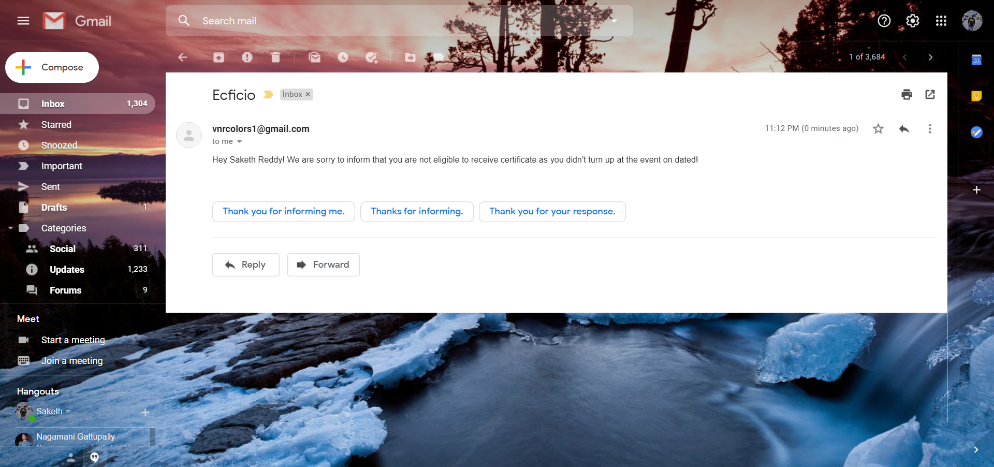 Gmail
Search mail
Compose
1 of 3,684
Inbox 1,304
Starred
Snoozed
Important
Sent
Drafts 1
Categories
Social 311
Updates 1,233
Forums 9
Meet
Start a meeting
Join a meeting
Hangouts
Saketh
Nagamani Gattupally
Ecficio Inbox x
vnrcolors1@gmail.com 11:12 PM (0 minutes ago)
to me
Hey Saketh Reddy! We are sorry to inform that you are not eligible to receive certificate as you didn't turn up at the event on dated!
Thank you for informing me. Thanks for informing. Thank you for your response.
Reply Forward